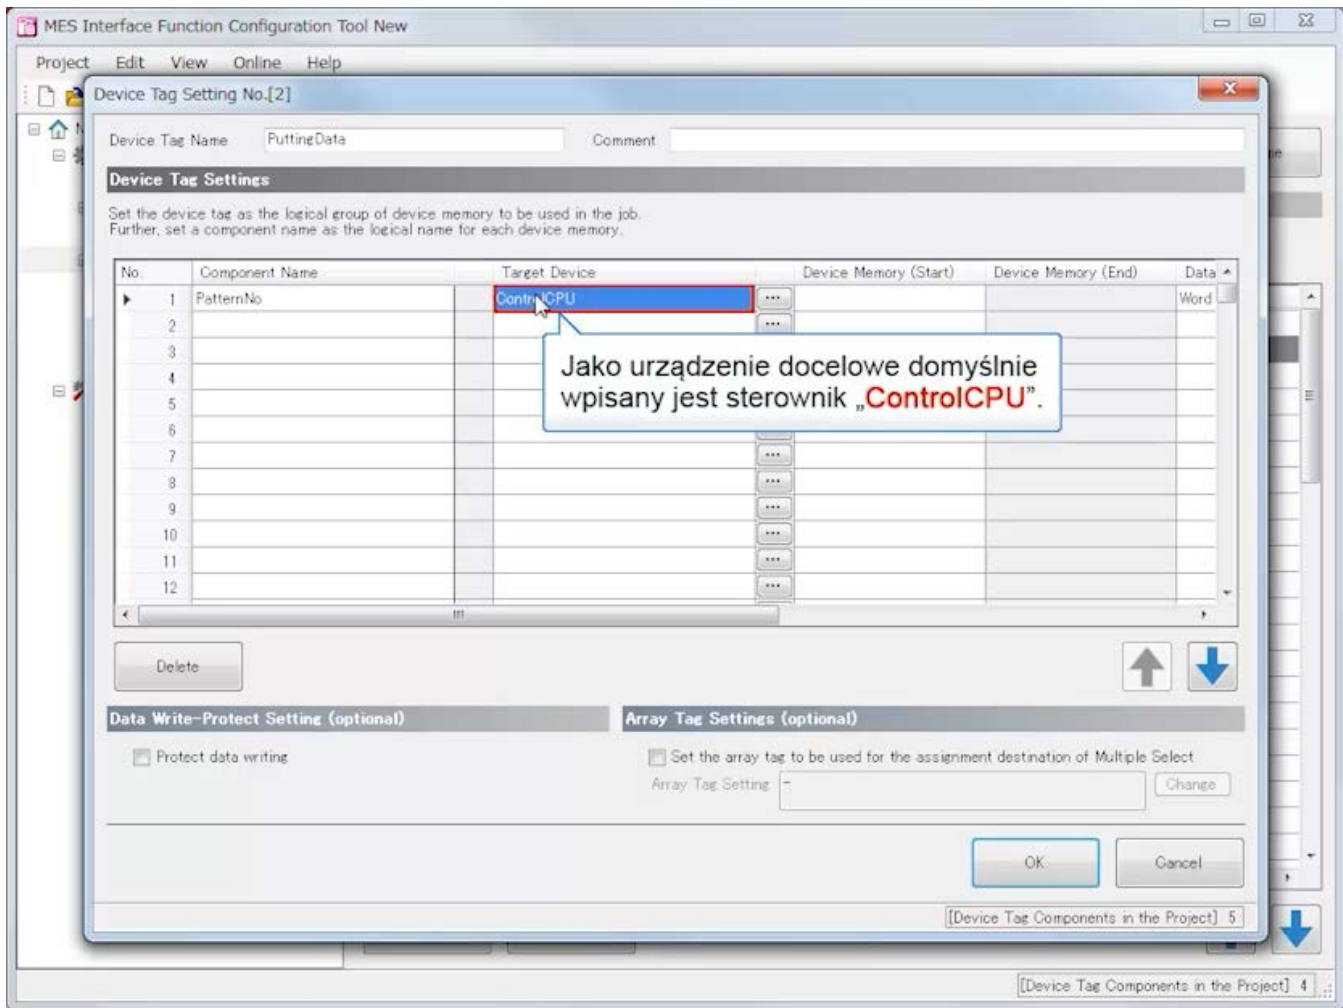 MES Interface Function Configuration Tool New
Project Edit View Online Help
Device Tag Setting No.[2]
Device Tag Name PuttingData Comment
Device Tag Settings
Set the device tag as the logical group of device memory to be used in the job.
Further, set a component name as the logical name for each device memory.
No. Component Name Target Device Device Memory (Start) Device Memory (End) Data
1 PatternNo ControlCPU ... Word
2 ...
3
4
5
6
7 ...
8 ...
9 ...
10 ...
11 ...
12 ...
Jako urządzenie docelowe domyślnie
wpisany jest sterownik „ControlCPU”.
Delete
Data Write-Protect Setting (optional) Array Tag Settings (optional)
Protect data writing Set the array tag to be used for the assignment destination of Multiple Select
Array Tag Setting - Change
OK Cancel
[Device Tag Components in the Project] 5
[Device Tag Components in the Project] 4